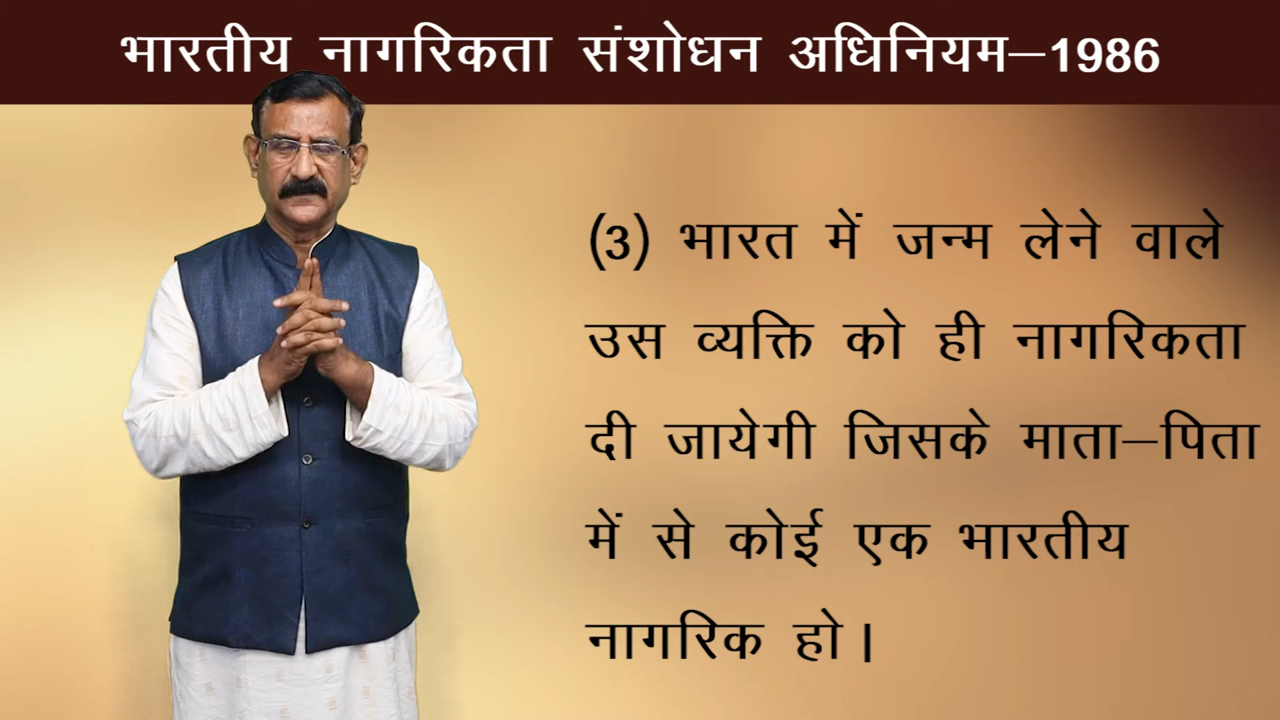 भारतीय नागरिकता संशोधन अधिनियम–1986
(3) भारत में जन्म लेने वाले
उस व्यक्ति को ही नागरिकता
दी जायेगी जिसके माता–पिता
में से कोई एक भारतीय
नागरिक हो।